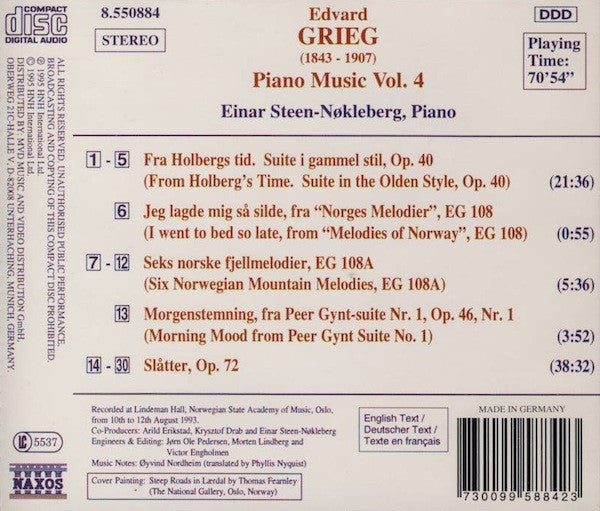 COMPACT
disc
DIGITAL AUDIO
8.550884
STEREO
Edvard
GRIEG
(1843 - 1907)
Piano Music Vol. 4
Einar Steen-Nøkleberg, Piano
DDD
Playing
Time:
70'54"
ALL RIGHTS RESERVED. UNAUTHORISED PUBLIC PERFORMANCE,
BROADCASTING AND COPYING OF THIS COMPACT DISC PROHIBITED.
℗ 1995 HNH International Ltd.
© 1995 HNH International Ltd.
DISTRIBUTED BY: MVD MUSIC AND VIDEO DISTRIBUTION GmbH,
OBERWEG 21C-HALLE V, D-82008 UNTERHACHING, MUNICH, GERMANY.
1 - 5 Fra Holbergs tid. Suite i gammel stil, Op. 40
(From Holberg's Time. Suite in the Olden Style, Op. 40) (21:36)
6 Jeg lagde mig så silde, fra "Norges Melodier", EG 108
(I went to bed so late, from "Melodies of Norway", EG 108) (0:55)
7 - 12 Seks norske fjellmelodier, EG 108A
(Six Norwegian Mountain Melodies, EG 108A) (5:36)
13 Morgenstemning, fra Peer Gynt-suite Nr. 1, Op. 46, Nr. 1
(Morning Mood from Peer Gynt Suite No. 1) (3:52)
14 - 30 Slåtter, Op. 72 (38:32)
Recorded at Lindeman Hall, Norwegian State Academy of Music, Oslo,
from 10th to 12th August 1993.
Co-Producers: Arild Erikstad, Krysztof Drab and Einar Steen-Nøkleberg
Engineers & Editing: Jørn Ole Pedersen, Morten Lindberg and
Victor Engholmen
Music Notes: Øyvind Nordheim (translated by Phyllis Nyquist)
Cover Painting: Steep Roads in Lærdal by Thomas Fearnley
(The National Gallery, Oslo, Norway)
English Text /
Deutscher Text /
Texte en français
MADE IN GERMANY
730099 588423
LC 5537
NAXOS